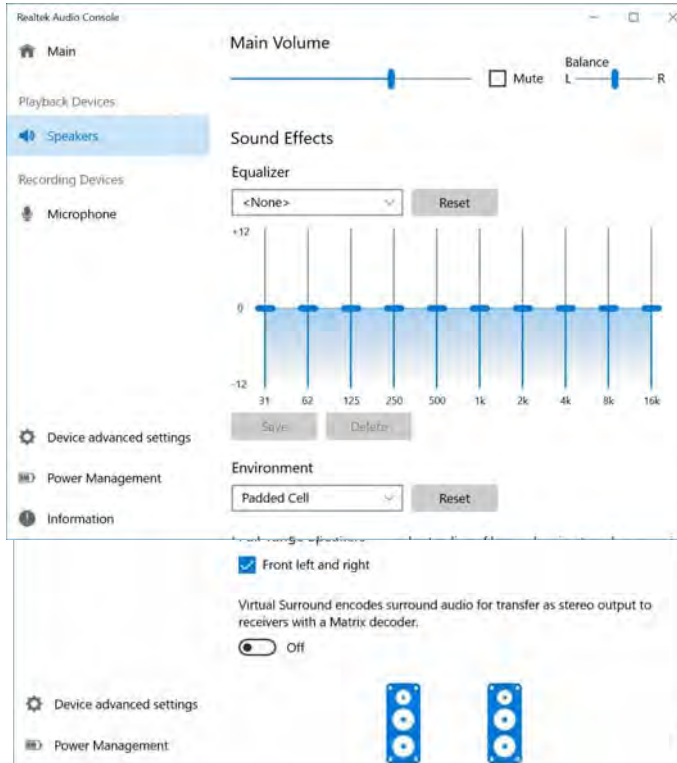 Realtek Audio Console
Main
Playback Devices
Speakers
Recording Devices
Microphone
Device advanced settings
Power Management
Information
Main Volume
Mute
Balance
L R
Sound Effects
Equalizer
<None> Reset
+12
0
-12
31 62 125 250 500 1k 2k 4k 8k 16k
Save Delete
Environment
Padded Cell Reset
Front left and right
Virtual Surround encodes surround audio for transfer as stereo output to
receivers with a Matrix decoder.
Off
Device advanced settings
Power Management